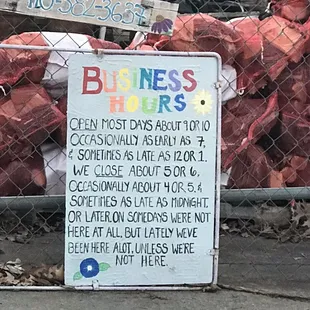 BUSINESS
HOURS
OPEN MOST DAYS ABOUT 9 OR 10
OCCASIONALLY AS EARLY AS 7,
& SOMETIMES AS LATE AS 12 OR 1.
WE CLOSE ABOUT 5 OR 6,
OCCASIONALLY ABOUT 4 OR 5, &
SOMETIMES AS LATE AS MIDNIGHT,
OR LATER, ON SOMEDAYS WERE NOT
HERE AT ALL, BUT LATELY WEVE
BEEN HERE ALOT, UNLESS WERE
NOT HERE.